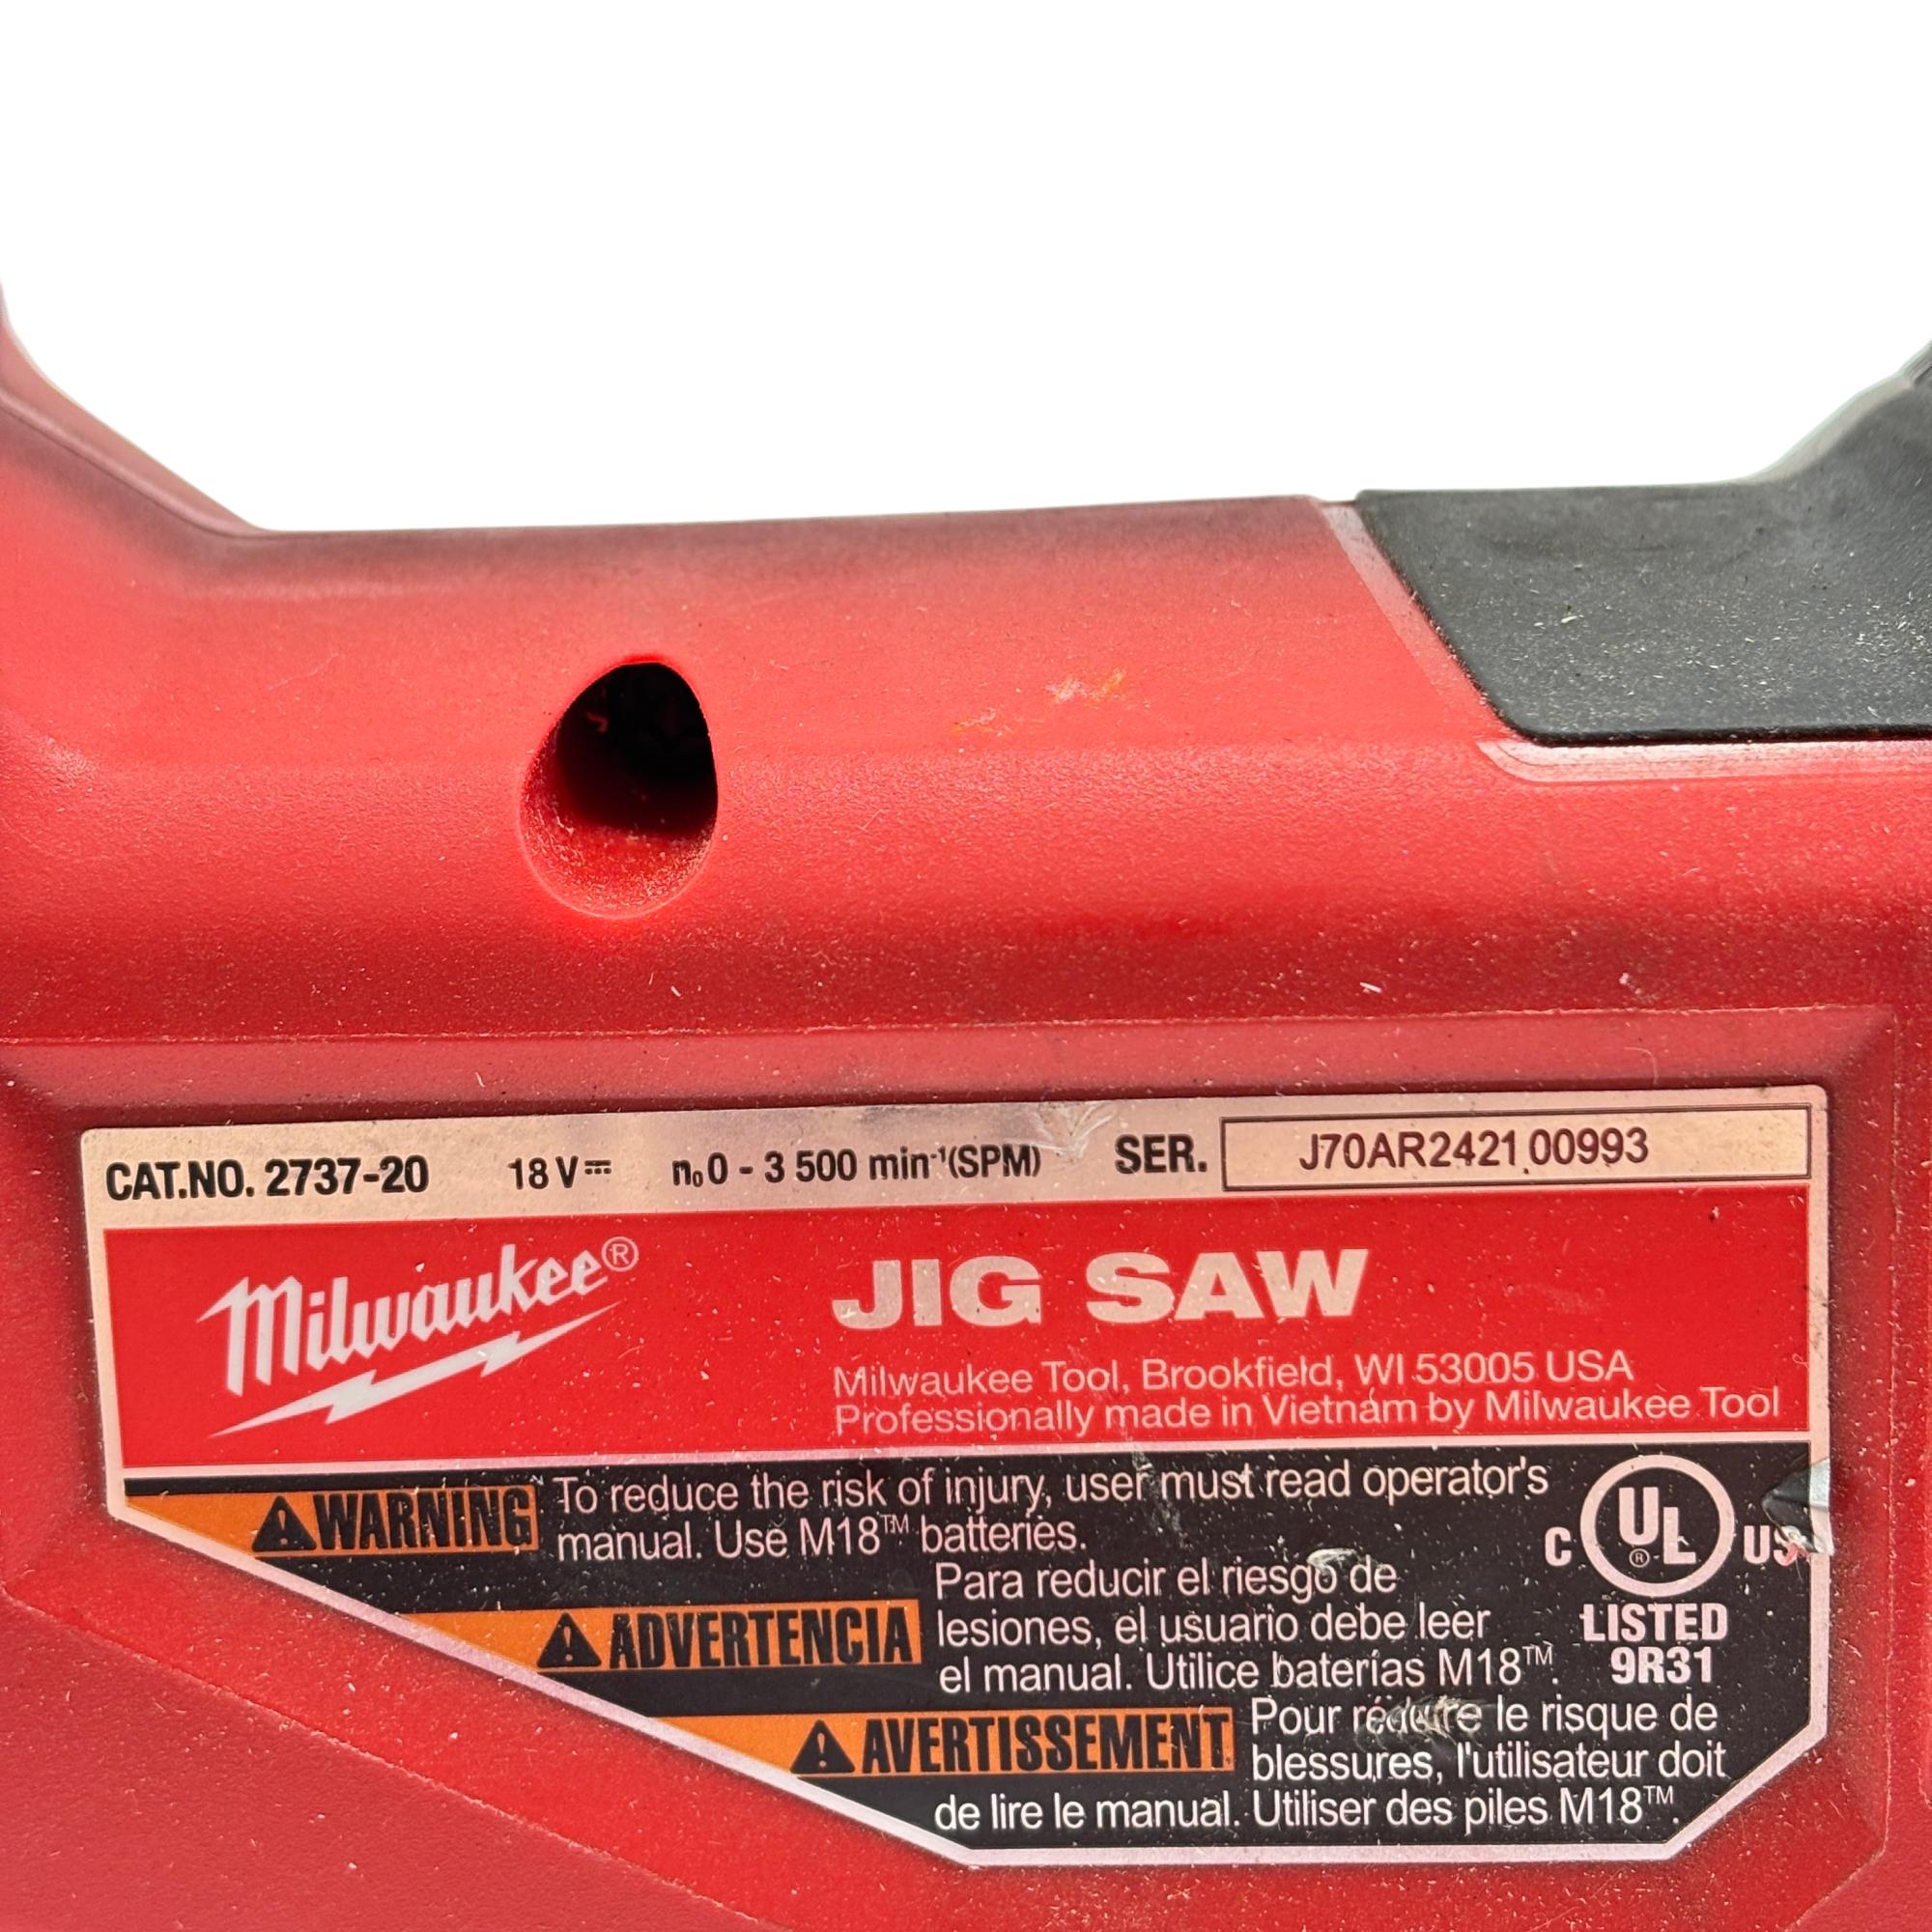 CAT.NO. 2737-20 18 V⎓ n₀ 0 - 3 500 min⁻¹(SPM) SER. J70AR242100993
Milwaukee®
JIG SAW
Milwaukee Tool, Brookfield, WI 53005 USA
Professionally made in Vietnam by Milwaukee Tool
⚠WARNING To reduce the risk of injury, user must read operator's
manual. Use M18™ batteries.
C UL® US
LISTED
9R31
⚠ADVERTENCIA Para reducir el riesgo de
lesiones, el usuario debe leer
el manual. Utilice baterías M18™.
⚠AVERTISSEMENT Pour réduire le risque de
blessures, l'utilisateur doit
de lire le manual. Utiliser des piles M18™.